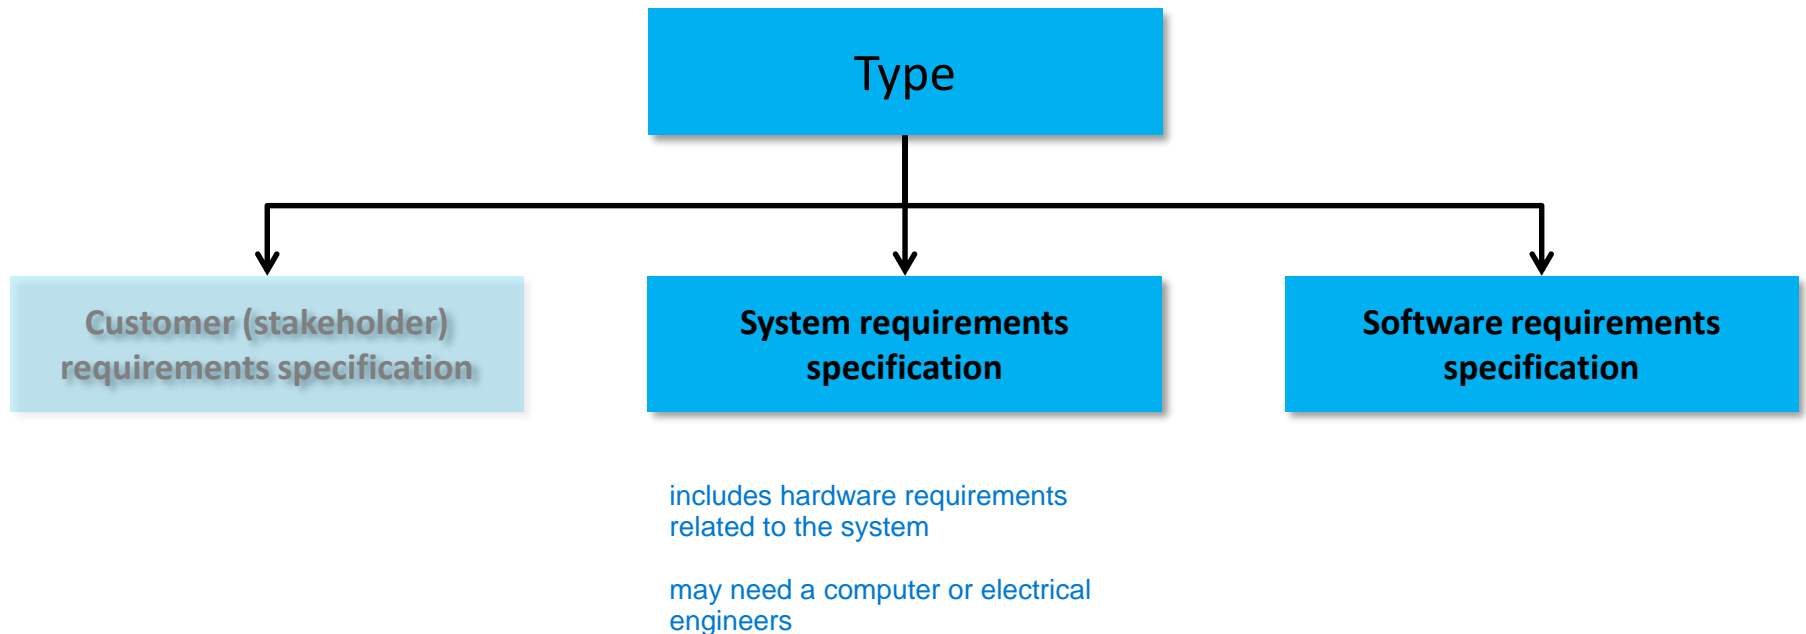 Type
Customer (stakeholder)
requirements specification
System requirements
specification
Software requirements
specification
includes hardware requirements
related to the system
may need a computer or electrical
engineers